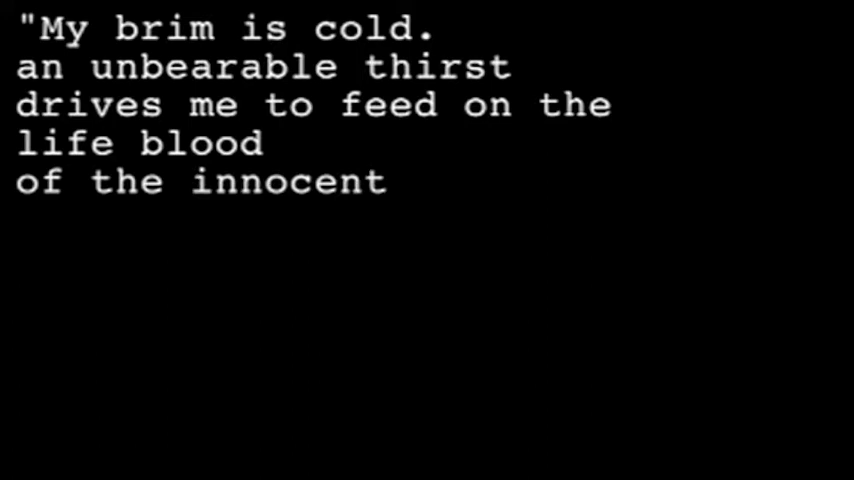 "My brim is cold.
an unbearable thirst
drives me to feed on the
life blood
of the innocent